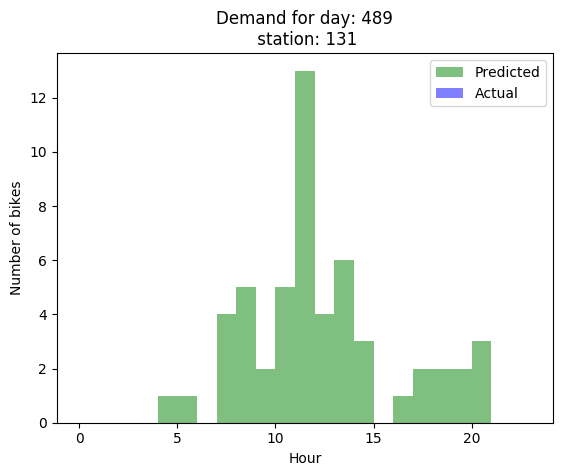 Demand for day: 489
station: 131
Predicted
Actual
Number of bikes
12
10
8
6
4
2
0
0 5 10 15 20
Hour